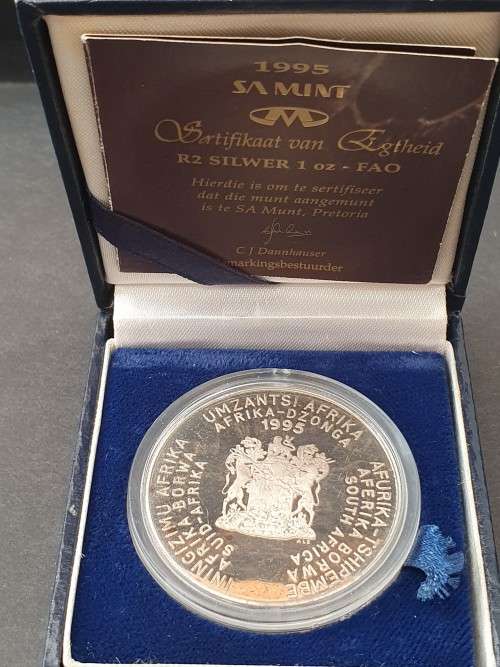 1995
SA MUNT
Sertifikaat van Egtheid
R2 SILWER 1 oz - FAO
Hierdie is om te sertifiseer
dat die munt aangemunt
is te SA Munt, Pretoria
C J Dannhauser
markingsbestuurder
UMZANTSI AFRIKA
AFRIKA-DZONGA
1995
ININGIZIMU AFRIKA
AFRIKA BORWA
SUID AFRIKA
AFURIKA-TSHIPEMBE
AFERIKA BORWA
SOUTH AFRICA